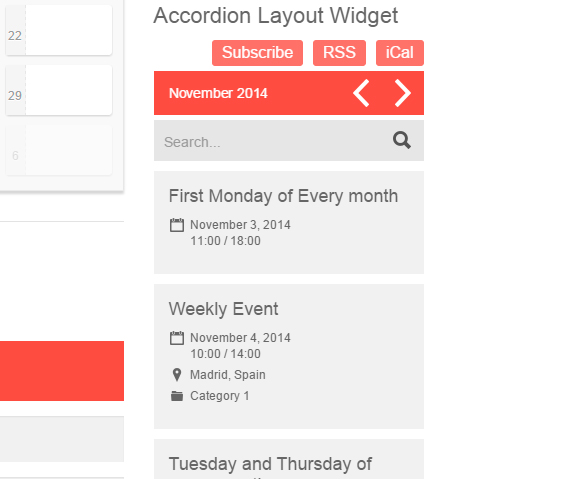 22
29
6
Accordion Layout Widget
Subscribe RSS iCal
November 2014
Search...
First Monday of Every month
November 3, 2014
11:00 / 18:00
Weekly Event
November 4, 2014
10:00 / 14:00
Madrid, Spain
Category 1
Tuesday and Thursday of